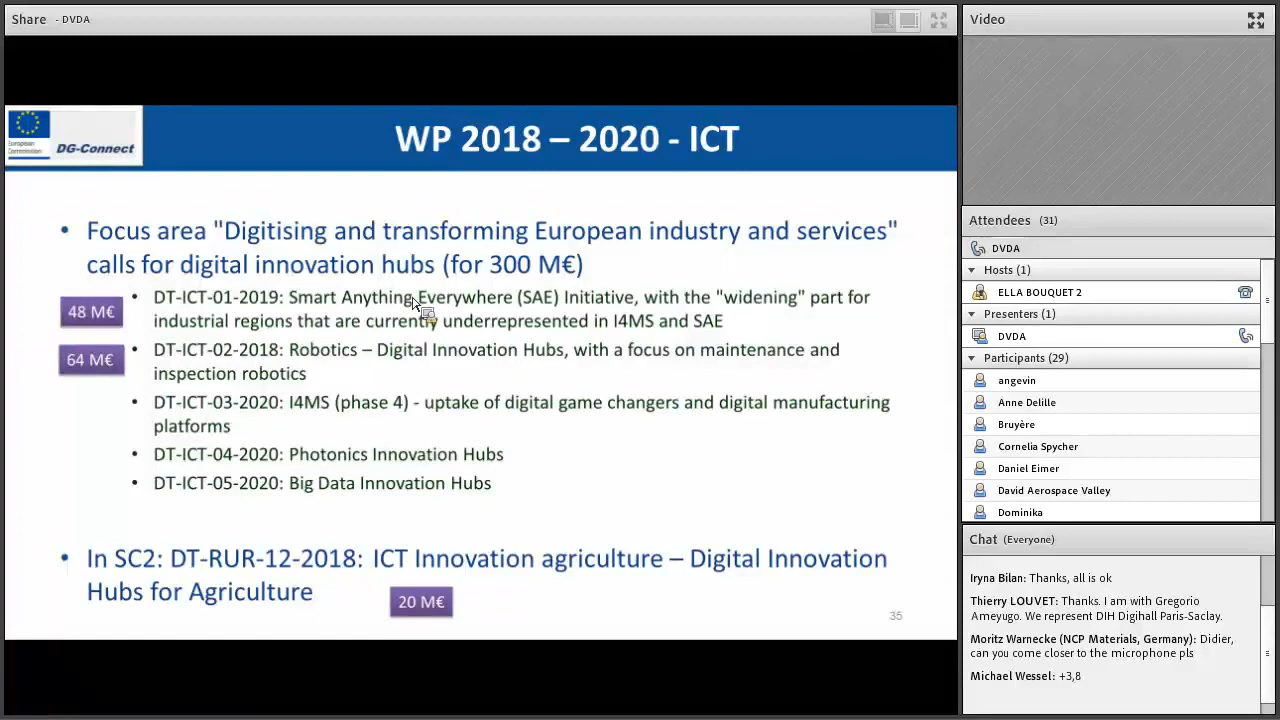 Share - DVDA
European
Commission
DG-Connect
WP 2018 – 2020 - ICT
• Focus area "Digitising and transforming European industry and services"
calls for digital innovation hubs (for 300 M€)
48 M€
• DT-ICT-01-2019: Smart Anything Everywhere (SAE) Initiative, with the "widening" part for
industrial regions that are currently underrepresented in I4MS and SAE
64 M€
• DT-ICT-02-2018: Robotics – Digital Innovation Hubs, with a focus on maintenance and
inspection robotics
• DT-ICT-03-2020: I4MS (phase 4) - uptake of digital game changers and digital manufacturing
platforms
• DT-ICT-04-2020: Photonics Innovation Hubs
• DT-ICT-05-2020: Big Data Innovation Hubs
• In SC2: DT-RUR-12-2018: ICT Innovation agriculture – Digital Innovation
Hubs for Agriculture
20 M€
35
Video
Attendees (31)
DVDA
Hosts (1)
ELLA BOUQUET 2
Presenters (1)
DVDA
Participants (29)
angevin
Anne Delille
Bruyère
Cornelia Spycher
Daniel Eimer
David Aerospace Valley
Dominika
Chat (Everyone)
Iryna Bilan: Thanks, all is ok
Thierry LOUVET: Thanks. I am with Gregorio
Ameyugo. We represent DIH Digihall Paris-Saclay.
Moritz Warnecke (NCP Materials, Germany): Didier,
can you come closer to the microphone pls
Michael Wessel: +3,8